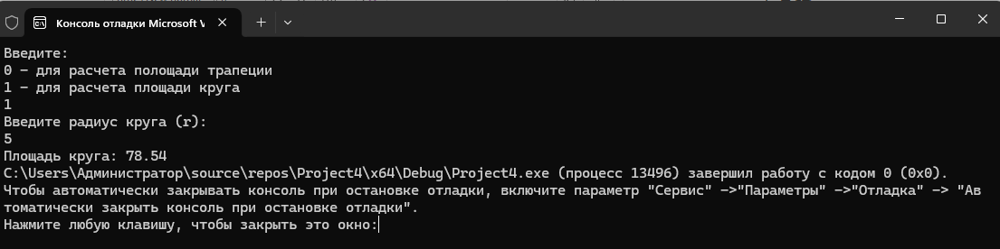 Консоль отладки Microsoft V
Введите:
0 - для расчета полощади трапеции
1 - для расчета площади круга
1
Введите радиус круга (r):
5
Площадь круга: 78.54
C:\Users\Администратор\source\repos\Project4\x64\Debug\Project4.exe (процесс 13496) завершил работу с кодом 0 (0x0).
Чтобы автоматически закрывать консоль при остановке отладки, включите параметр "Сервис" ->"Параметры" ->"Отладка" -> "Ав
томатически закрыть консоль при остановке отладки".
Нажмите любую клавишу, чтобы закрыть это окно: